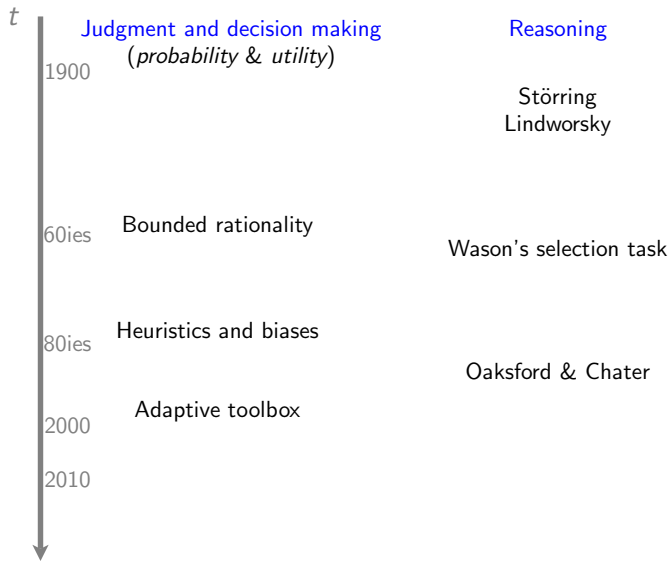 t
Judgment and decision making
(probability & utility)
Reasoning
1900
Störring
Lindworsky
60ies
Bounded rationality
Wason's selection task
80ies
Heuristics and biases
Oaksford & Chater
Adaptive toolbox
2000
2010